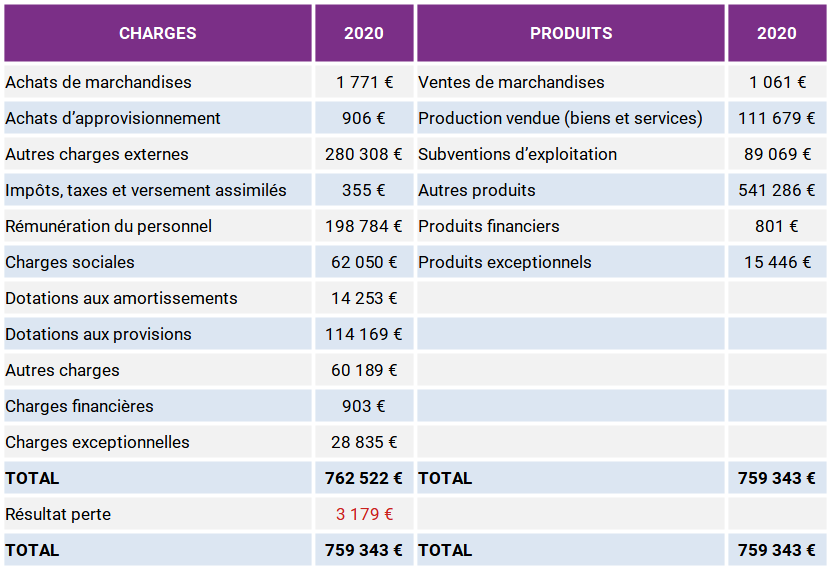 CHARGES 2020 PRODUITS 2020
Achats de marchandises 1 771 € Ventes de marchandises 1 061 €
Achats d’approvisionnement 906 € Production vendue (biens et services) 111 679 €
Autres charges externes 280 308 € Subventions d’exploitation 89 069 €
Impôts, taxes et versement assimilés 355 € Autres produits 541 286 €
Rémunération du personnel 198 784 € Produits financiers 801 €
Charges sociales 62 050 € Produits exceptionnels 15 446 €
Dotations aux amortissements 14 253 €
Dotations aux provisions 114 169 €
Autres charges 60 189 €
Charges financières 903 €
Charges exceptionnelles 28 835 €
TOTAL 762 522 € TOTAL 759 343 €
Résultat perte 3 179 €
TOTAL 759 343 € TOTAL 759 343 €